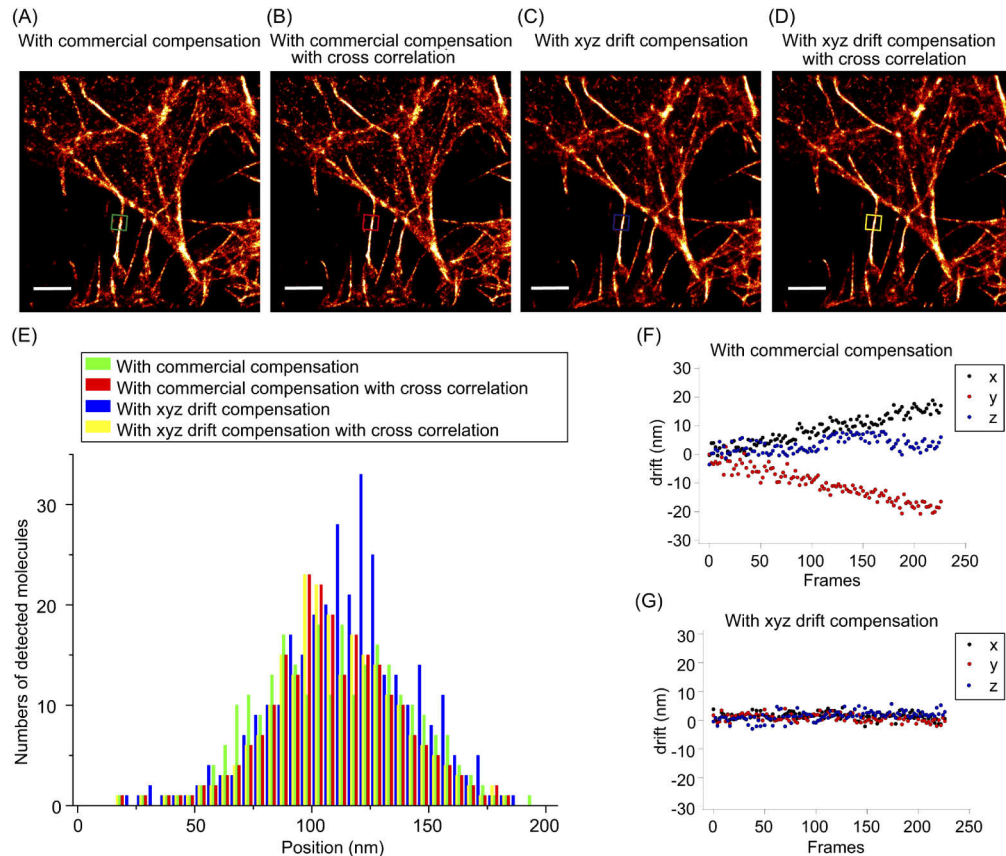 (A)
With commercial compensation
(B)
With commercial compensation
with cross correlation
(C)
With xyz drift compensation
(D)
With xyz drift compensation
with cross correlation
(E)
With commercial compensation
With commercial compensation with cross correlation
With xyz drift compensation
With xyz drift compensation with cross correlation
Numbers of detected molecules
30
20
10
0
0
50
100
150
200
Position (nm)
(F)
With commercial compensation
drift (nm)
30
20
10
0
-10
-20
-30
x
y
z
0
50
100
150
200
250
Frames
(G)
With xyz drift compensation
drift (nm)
30
20
10
0
-10
-20
-30
x
y
z
0
50
100
150
200
250
Frames